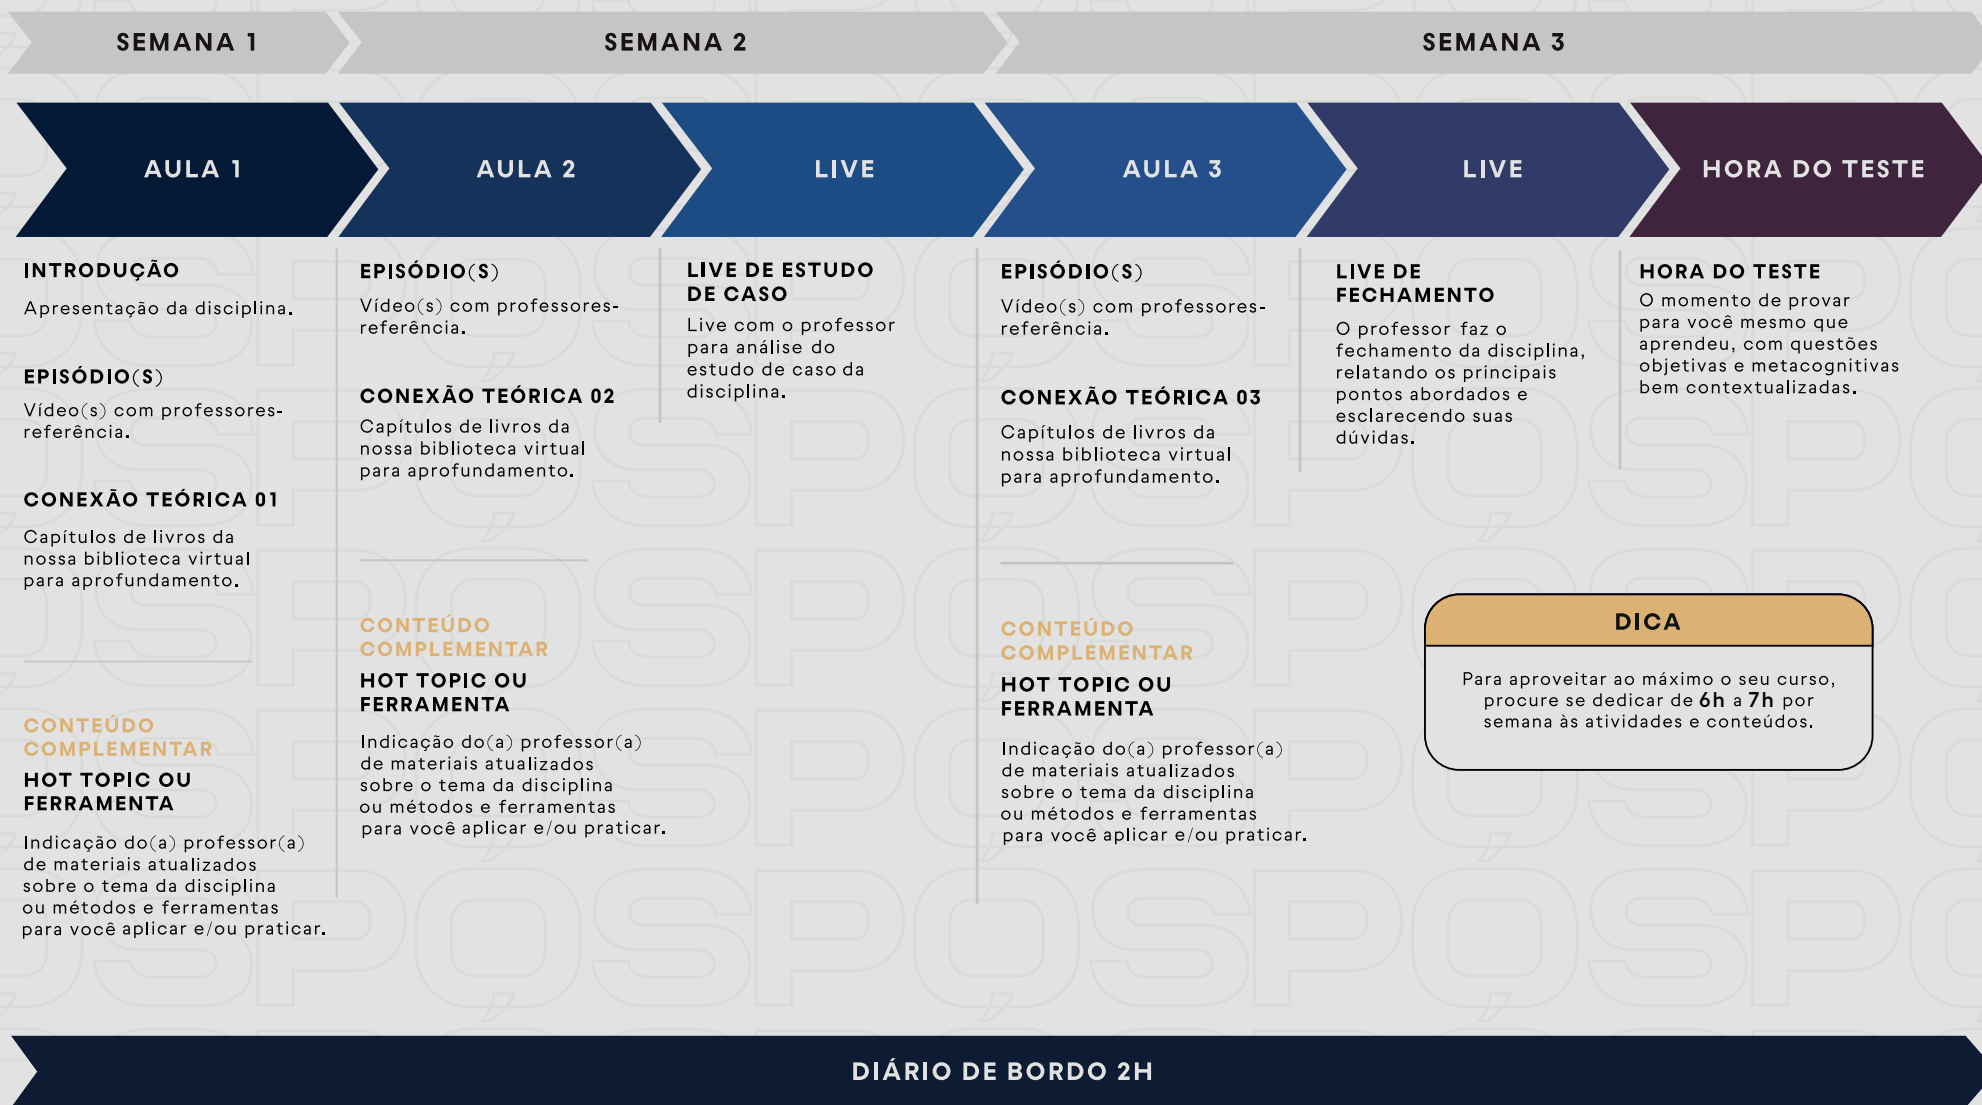 SEMANA 1
SEMANA 2
SEMANA 3
AULA 1
AULA 2
LIVE
AULA 3
LIVE
HORA DO TESTE
INTRODUÇÃO
Apresentação da disciplina.
EPISÓDIO(S)
Vídeo(s) com professores-
referência.
CONEXÃO TEÓRICA 01
Capítulos de livros da
nossa biblioteca virtual
para aprofundamento.
CONTEÚDO
COMPLEMENTAR
HOT TOPIC OU
FERRAMENTA
Indicação do(a) professor(a)
de materiais atualizados
sobre o tema da disciplina
ou métodos e ferramentas
para você aplicar e/ou praticar.
EPISÓDIO(S)
Vídeo(s) com professores-
referência.
CONEXÃO TEÓRICA 02
Capítulos de livros da
nossa biblioteca virtual
para aprofundamento.
CONTEÚDO
COMPLEMENTAR
HOT TOPIC OU
FERRAMENTA
Indicação do(a) professor(a)
de materiais atualizados
sobre o tema da disciplina
ou métodos e ferramentas
para você aplicar e/ou praticar.
LIVE DE ESTUDO
DE CASO
Live com o professor
para análise do
estudo de caso da
disciplina.
EPISÓDIO(S)
Vídeo(s) com professores-
referência.
CONEXÃO TEÓRICA 03
Capítulos de livros da
nossa biblioteca virtual
para aprofundamento.
CONTEÚDO
COMPLEMENTAR
HOT TOPIC OU
FERRAMENTA
Indicação do(a) professor(a)
de materiais atualizados
sobre o tema da disciplina
ou métodos e ferramentas
para você aplicar e/ou praticar.
LIVE DE
FECHAMENTO
O professor faz o
fechamento da disciplina,
relatando os principais
pontos abordados e
esclarecendo suas
dúvidas.
HORA DO TESTE
O momento de provar
para você mesmo que
aprendeu, com questões
objetivas e metacognitivas
bem contextualizadas.
DICA
Para aproveitar ao máximo o seu curso,
procure se dedicar de 6h a 7h por
semana às atividades e conteúdos.
DIÁRIO DE BORDO 2H